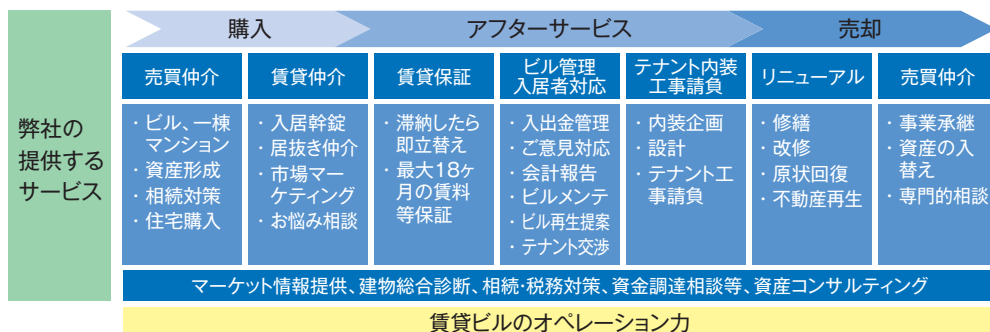 購入
アフターサービス
売却
弊社の
提供する
サービス
売買仲介
・ビル、一棟
マンション
・資産形成
・相続対策
・住宅購入
賃貸仲介
・入居幹錠
・居抜き仲介
・市場マー
ケティング
・お悩み相談
賃貸保証
・滞納したら
即立替え
・最大18ヶ
月の賃料
等保証
ビル管理
入居者対応
・入出金管理
・ご意見対応
・会計報告
・ビルメンテ
・ビル再生提案
・テナント交渉
テナント内装
工事請負
・内装企画
・設計
・テナント工
事請負
リニューアル
・修繕
・改修
・原状回復
・不動産再生
売買仲介
・事業承継
・資産の入
替え
・専門的相談
マーケット情報提供、建物総合診断、相続・税務対策、資金調達相談等、資産コンサルティング
賃貸ビルのオペレーション力